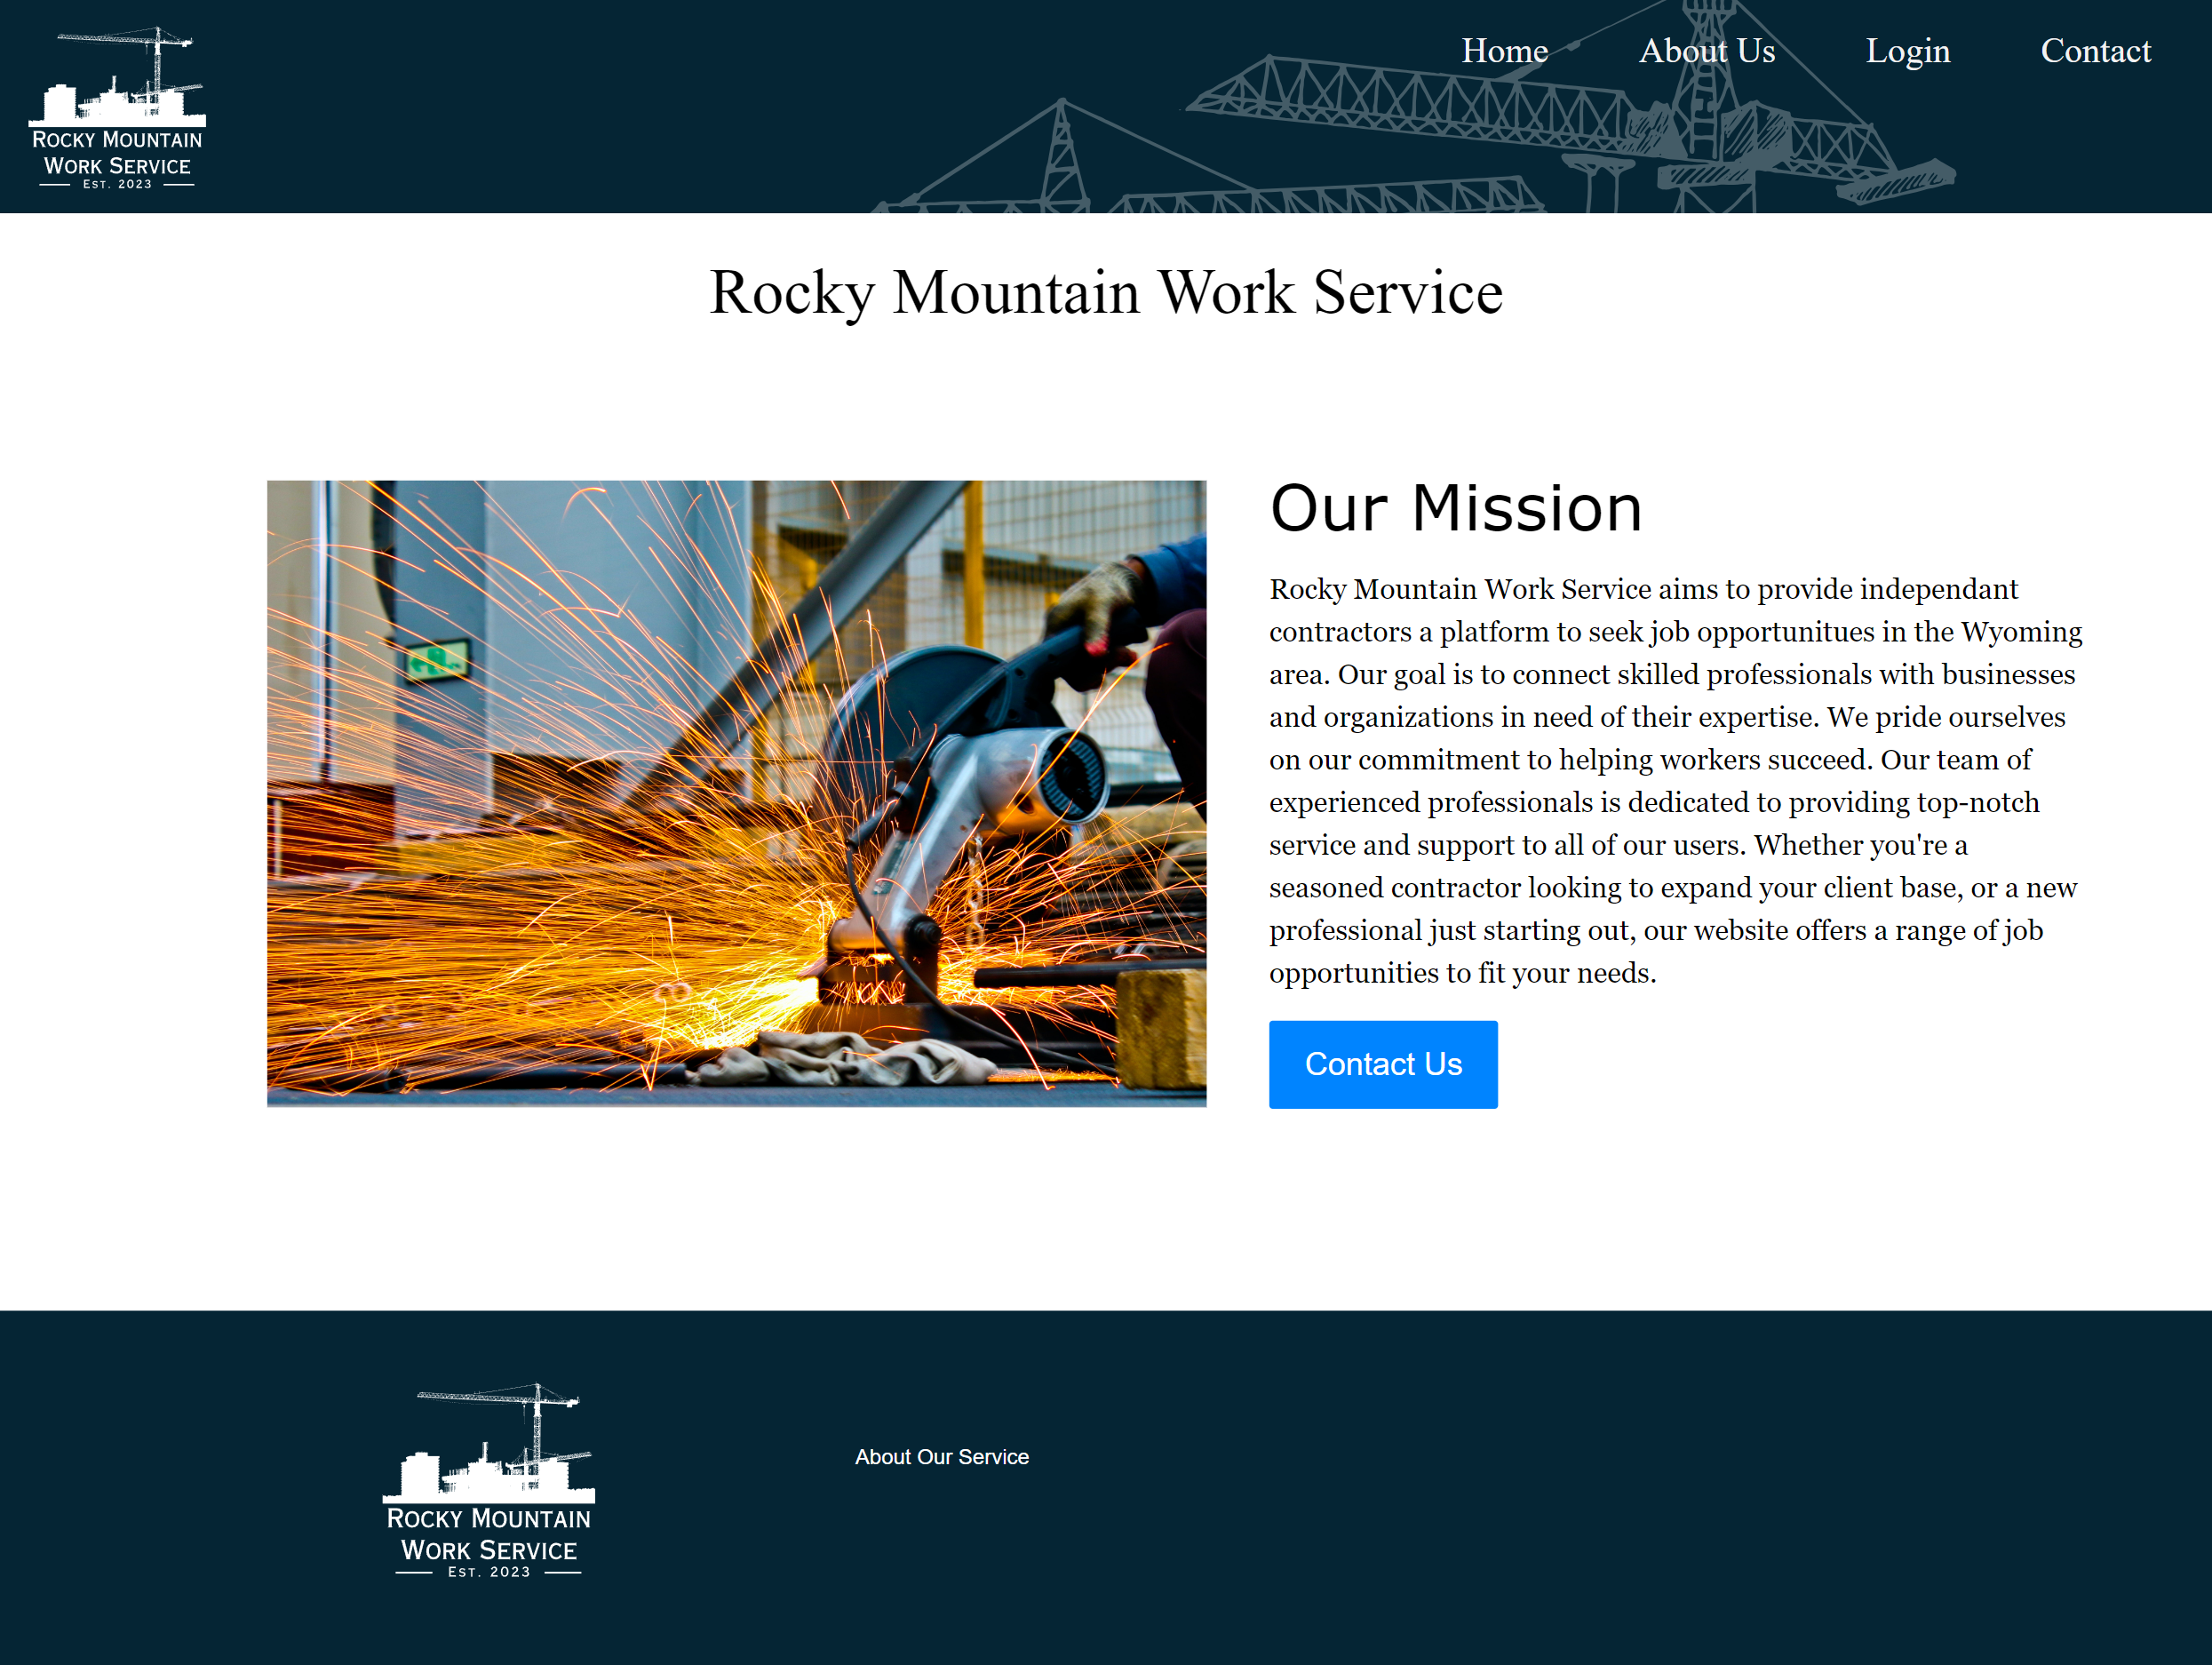 Home About Us Login Contact
Rocky Mountain
Work Service
Est. 2023
Rocky Mountain Work Service
Our Mission
Rocky Mountain Work Service aims to provide independant
contractors a platform to seek job opportunitues in the Wyoming
area. Our goal is to connect skilled professionals with businesses
and organizations in need of their expertise. We pride ourselves
on our commitment to helping workers succeed. Our team of
experienced professionals is dedicated to providing top-notch
service and support to all of our users. Whether you're a
seasoned contractor looking to expand your client base, or a new
professional just starting out, our website offers a range of job
opportunities to fit your needs.
Contact Us
About Our Service
Rocky Mountain
Work Service
Est. 2023